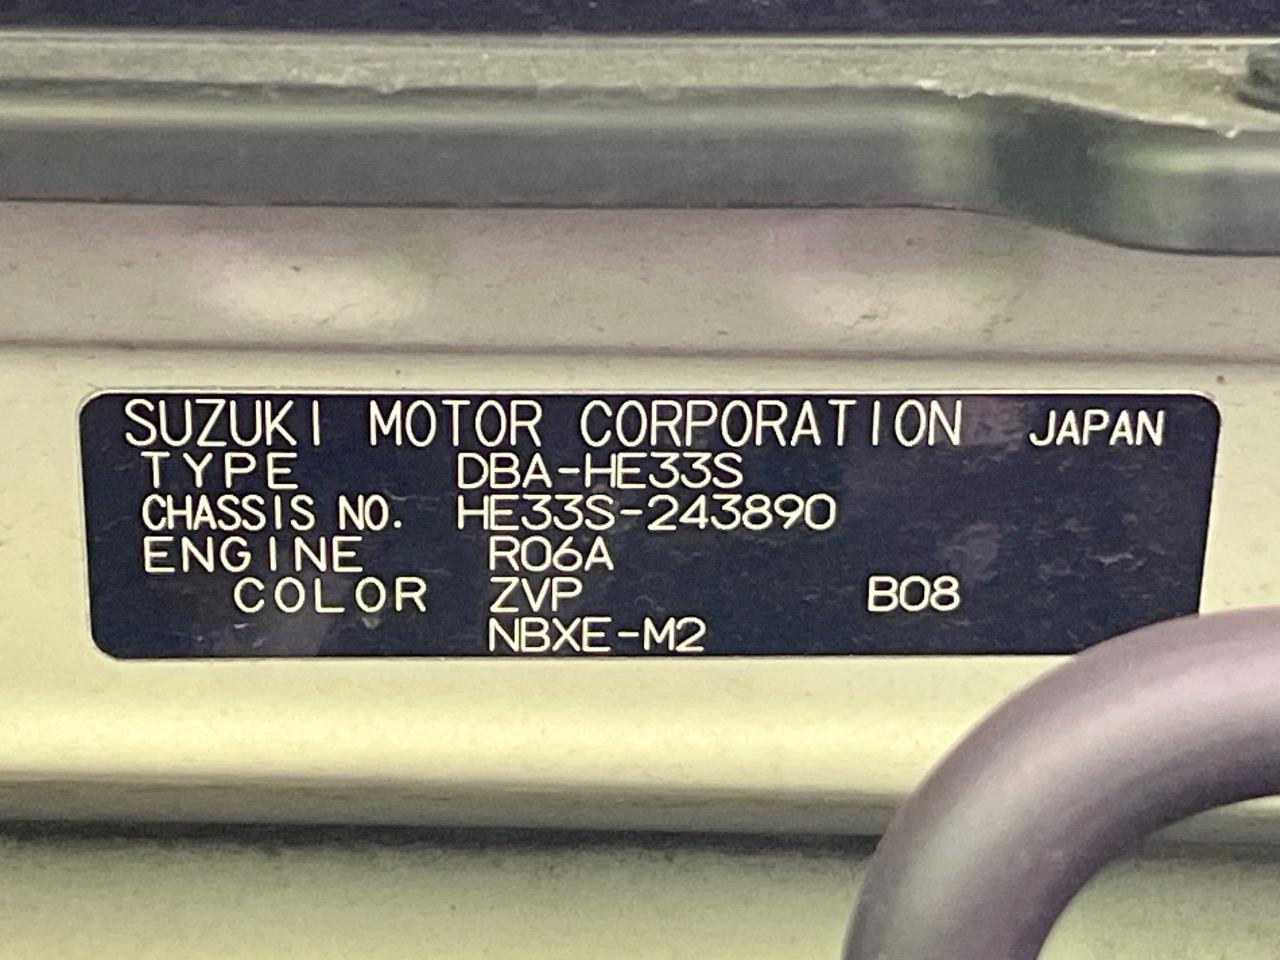 SUZUKI MOTOR CORPORATION JAPAN
TYPE DBA-HE33S
CHASSIS NO. HE33S-243890
ENGINE R06A
COLOR ZVP B08
NBXE-M2